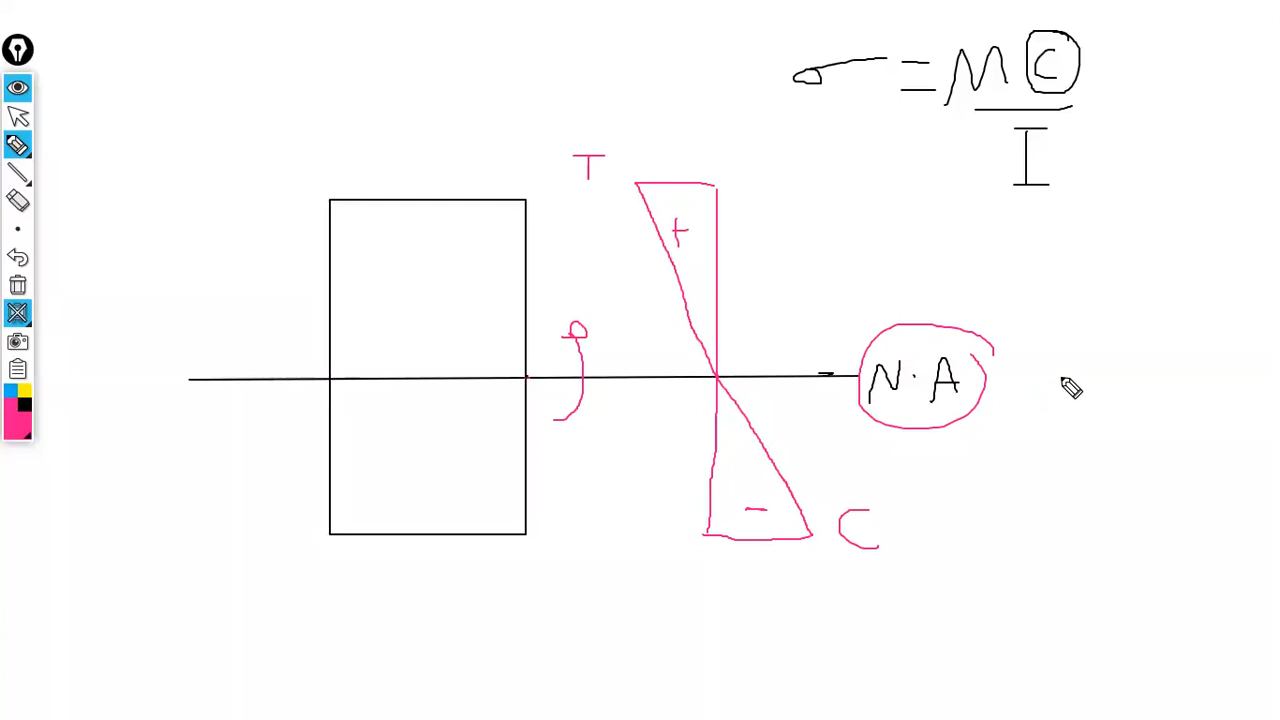 σ = MC
I
T
+
N.A
-
C